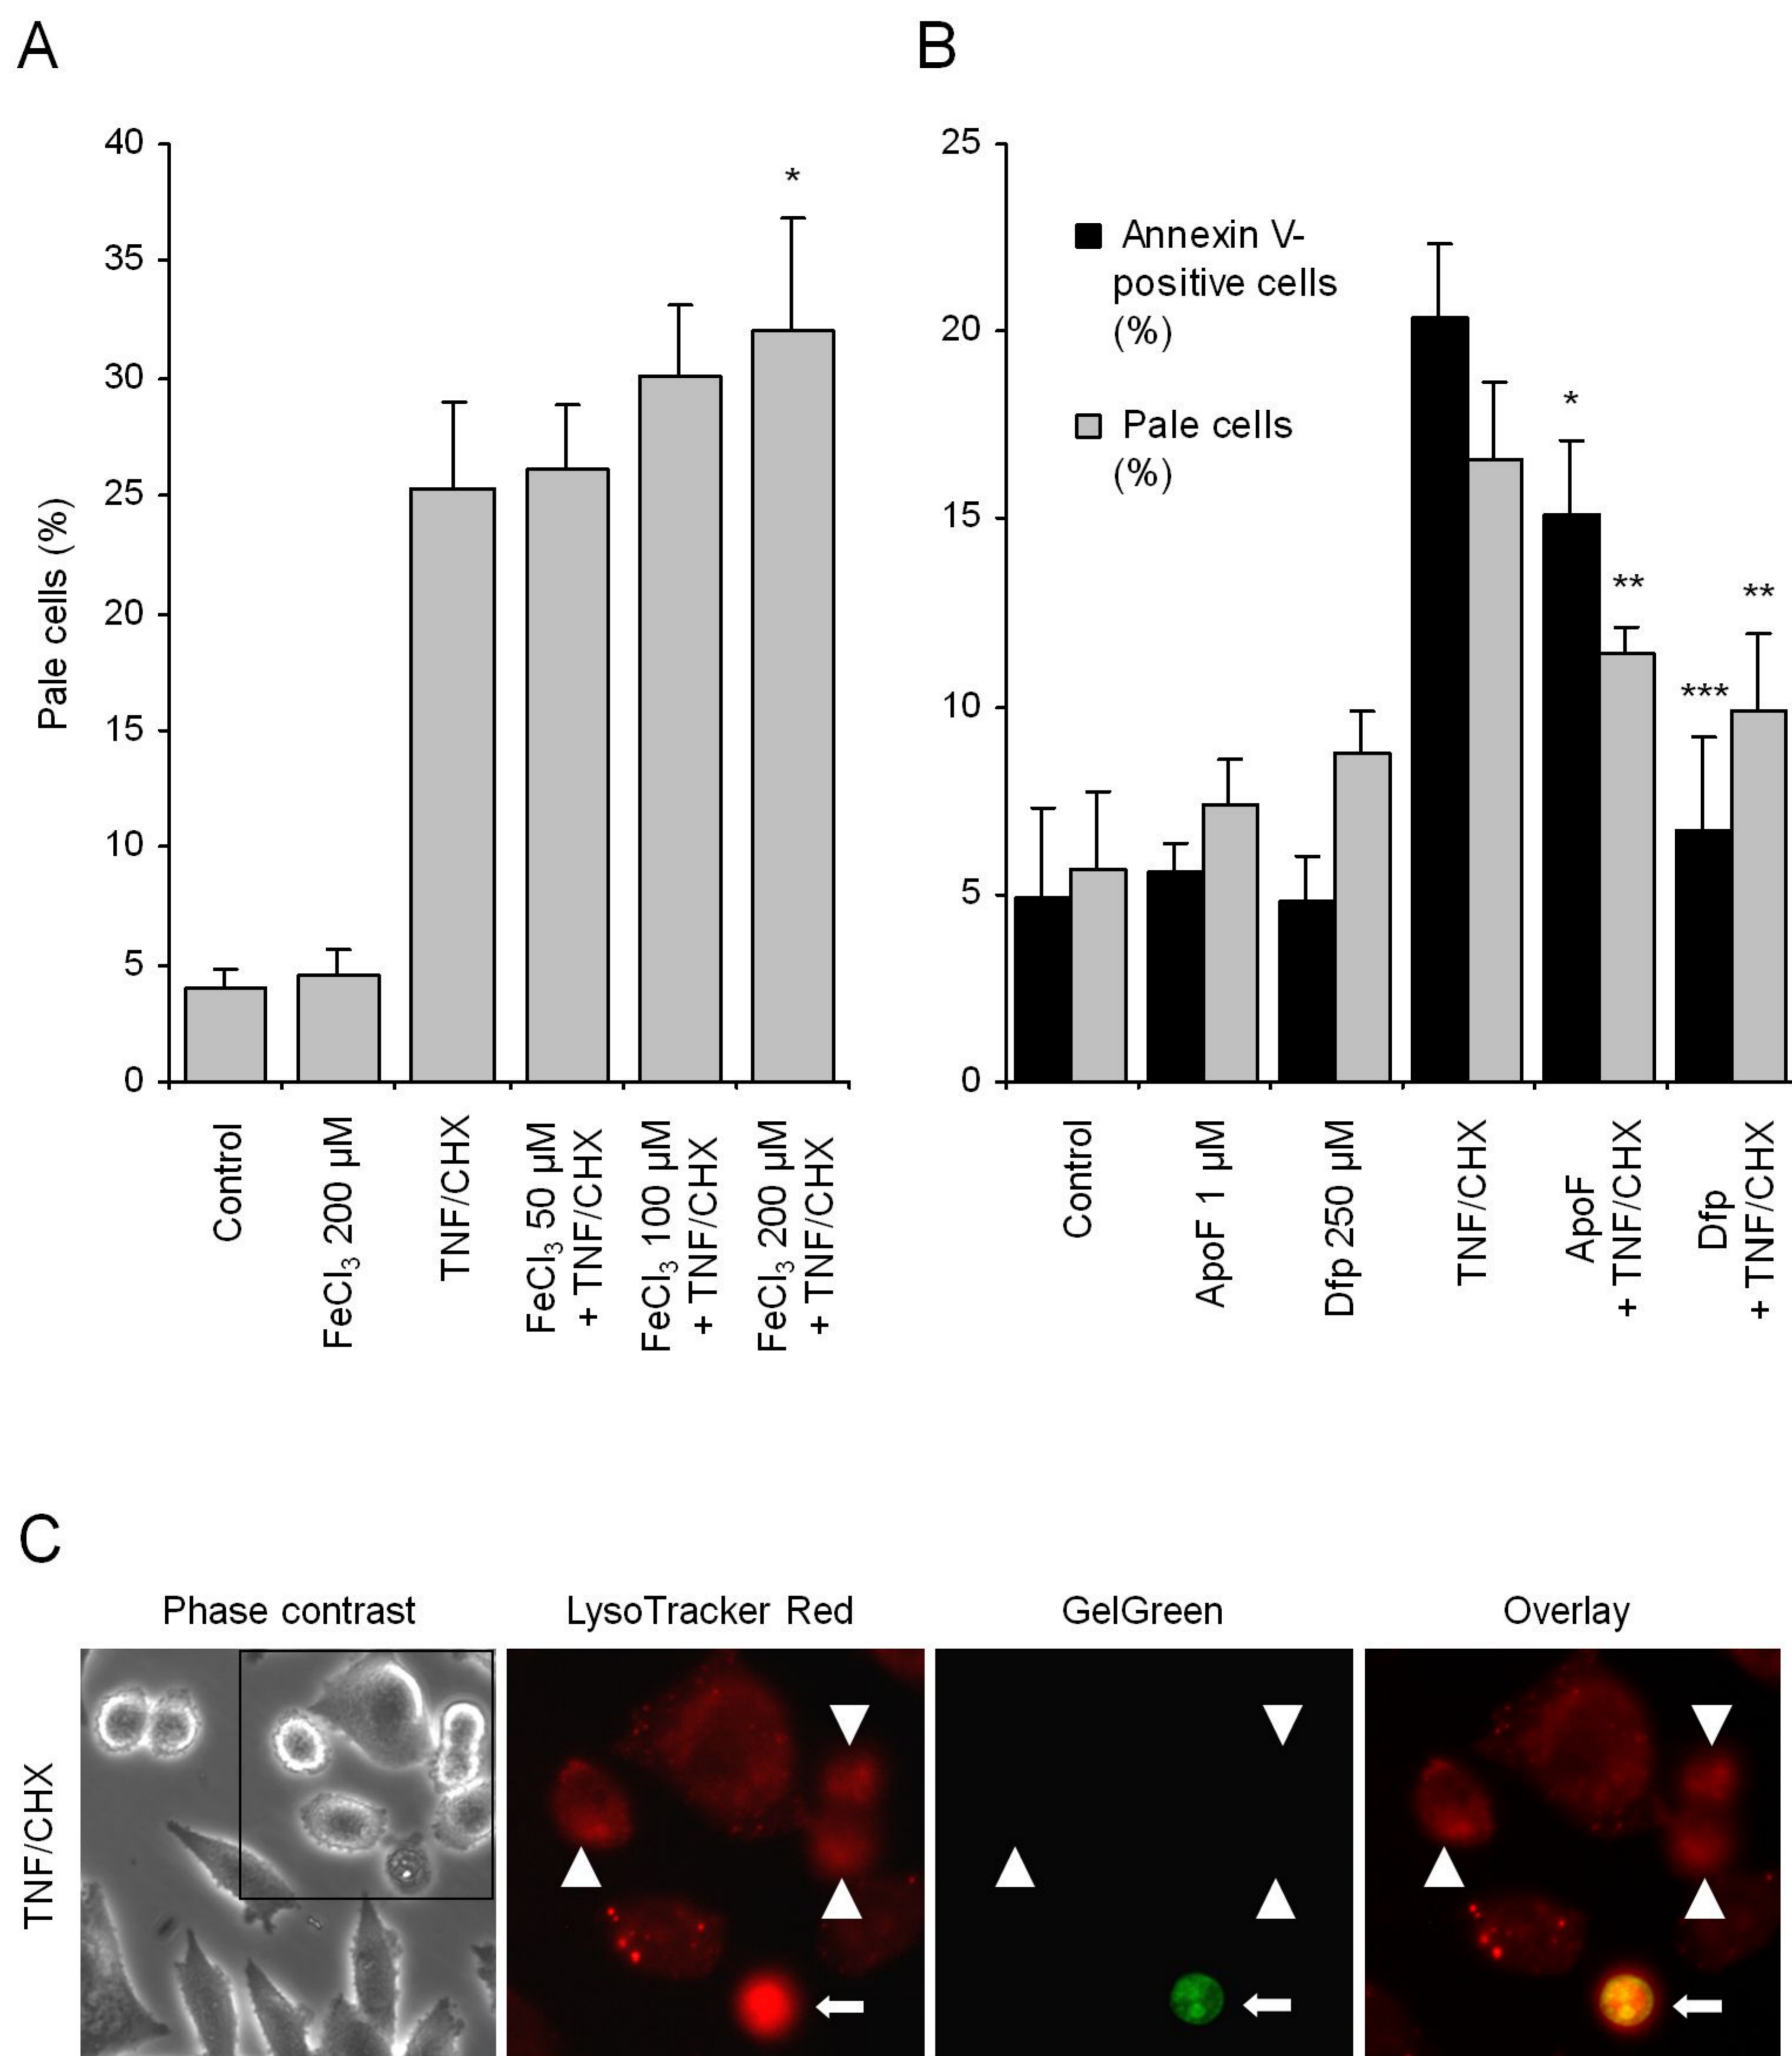 A
B
40
35
30
25
20
15
10
5
0
Pale cells (%)
*
Control
FeCl₃ 200 µM
TNF/CHX
FeCl₃ 50 µM
+ TNF/CHX
FeCl₃ 100 µM
+ TNF/CHX
FeCl₃ 200 µM
+ TNF/CHX
25
20
15
10
5
0
Annexin V-
positive cells
(%)
Pale cells
(%)
*
**
***
**
Control
ApoF 1 µM
Dfp 250 µM
TNF/CHX
ApoF
+ TNF/CHX
Dfp
+ TNF/CHX
C
Phase contrast
LysoTracker Red
GelGreen
Overlay
TNF/CHX